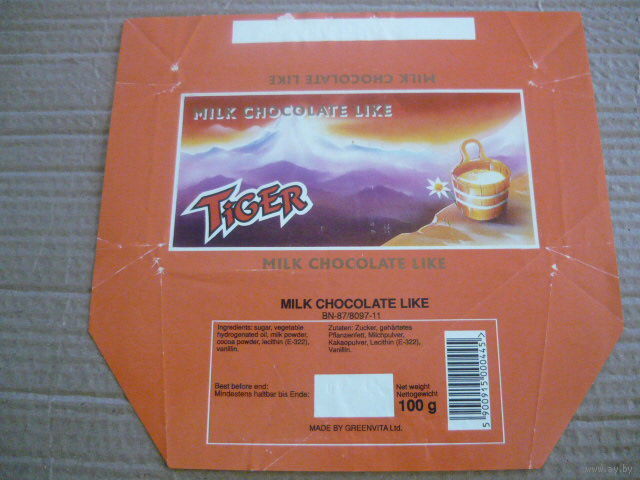 MILK CHOCOLATE LIKE
MILK CHOCOLATE LIKE
TIGER
MILK CHOCOLATE LIKE
MILK CHOCOLATE LIKE
BN-87/8097-11
Ingredients: sugar, vegetable
hydrogenated oil, milk powder,
cocoa powder, lecithin (E-322),
vanillin.
Zutaten: Zucker, gehärtetes
Pflanzenfett, Milchpulver,
Kakaopulver, Lecithin (E-322),
Vanillin.
Best before end:
Mindestens haltbar bis Ende:
Net weight
Nettogewicht
100 g
MADE BY GREENVITA Ltd.
5 900915 000445 >
www.ay.by